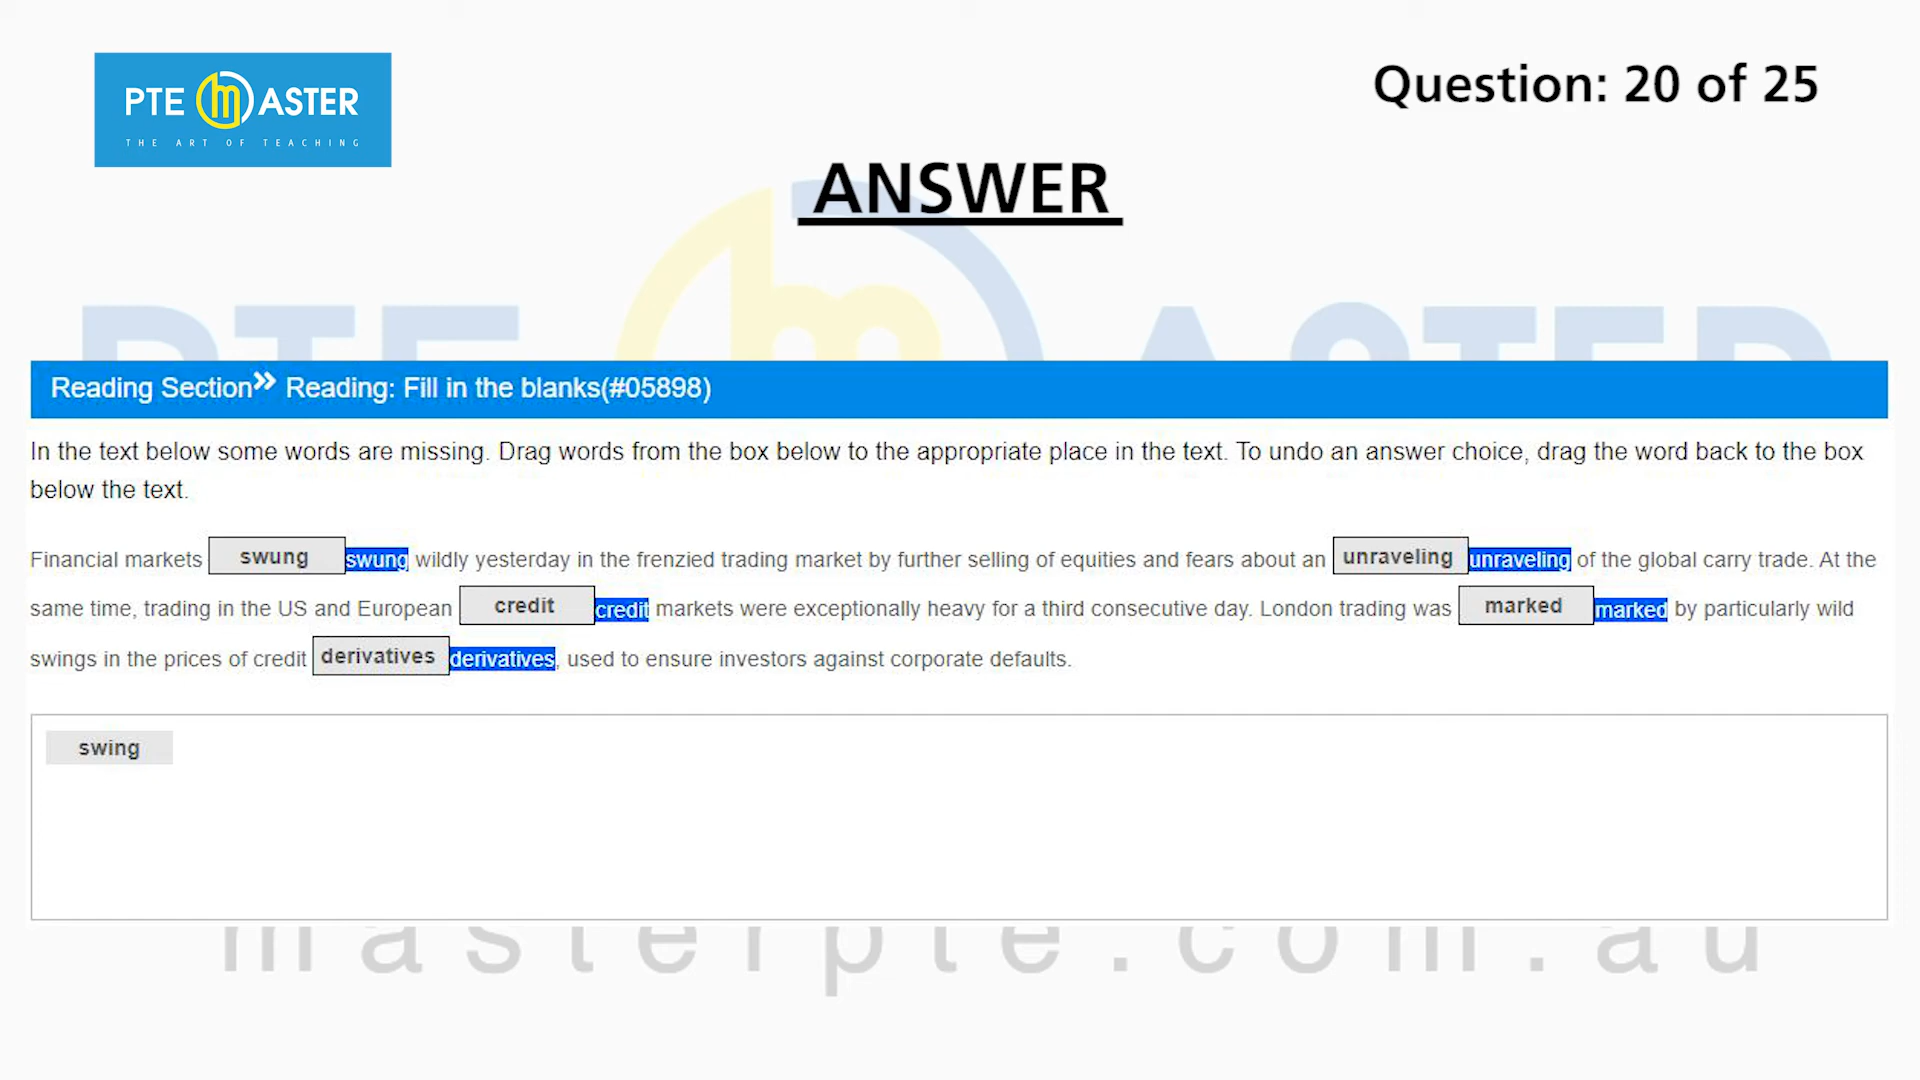 PTE MASTER
THE ART OF TEACHING
Question: 20 of 25
ANSWER
Reading Section» Reading: Fill in the blanks(#05898)
In the text below some words are missing. Drag words from the box below to the appropriate place in the text. To undo an answer choice, drag the word back to the box
below the text.
Financial markets swung swung wildly yesterday in the frenzied trading market by further selling of equities and fears about an unraveling unraveling of the global carry trade. At the
same time, trading in the US and European credit credit markets were exceptionally heavy for a third consecutive day. London trading was marked marked by particularly wild
swings in the prices of credit derivatives derivatives, used to ensure investors against corporate defaults.
swing
PTE MASTER
masterpte.com.au